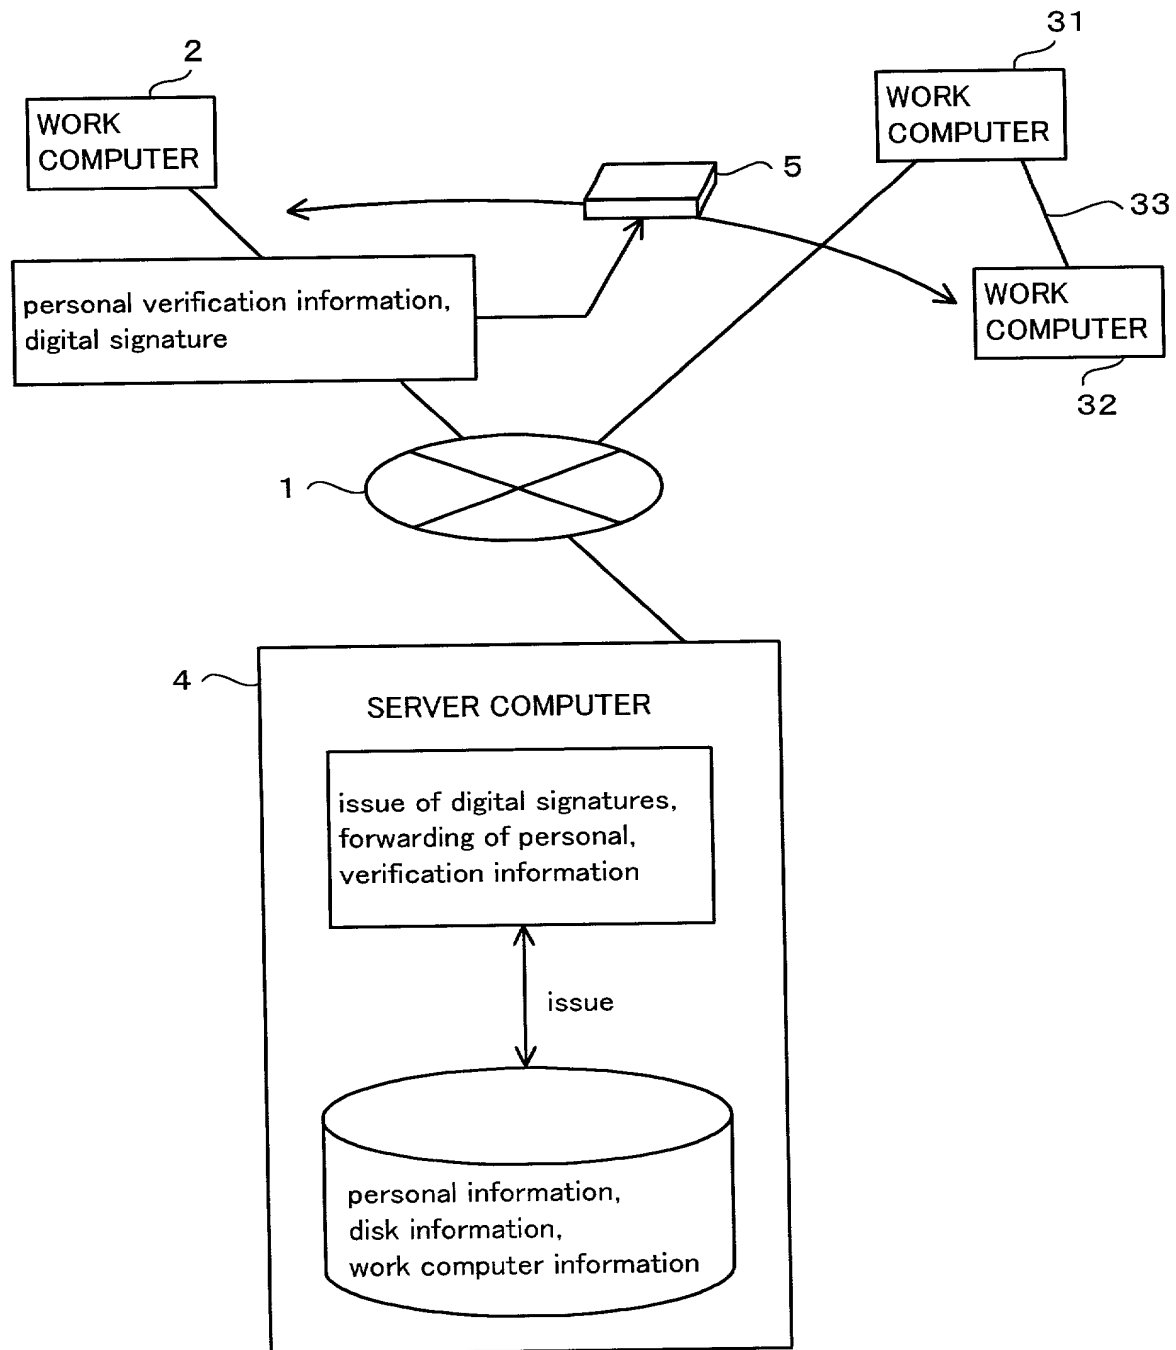 2
31
WORK
COMPUTER
WORK
COMPUTER
5
33
WORK
COMPUTER
personal verification information,
digital signature
32
1
4
SERVER COMPUTER
issue of digital signatures,
forwarding of personal,
verification information
issue
personal information,
disk information,
work computer information